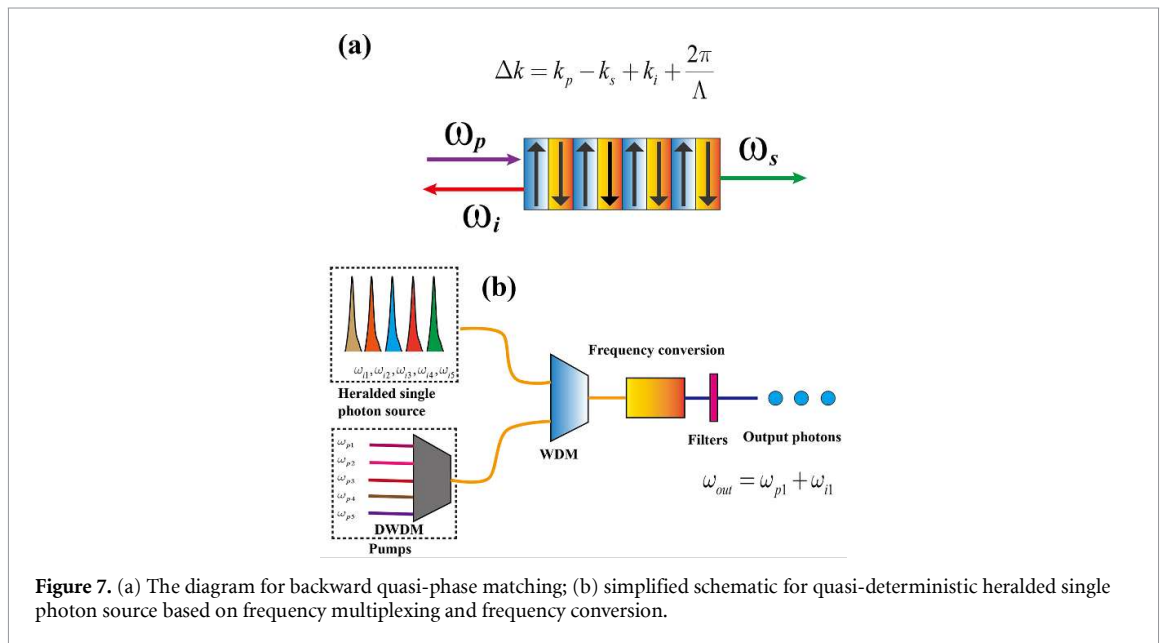 (a)
Δk = k_p − k_s + k_i + 2π/Λ
ω_p
ω_s
ω_i
(b)
ω_i1, ω_i2, ω_i3, ω_i4, ω_i5
Heralded single
photon source
ω_p1
ω_p2
ω_p3
ω_p4
ω_p5
DWDM
Pumps
WDM
Frequency conversion
Filters
Output photons
ω_out = ω_p1 + ω_i1
Figure 7. (a) The diagram for backward quasi-phase matching; (b) simplified schematic for quasi-deterministic heralded single
photon source based on frequency multiplexing and frequency conversion.